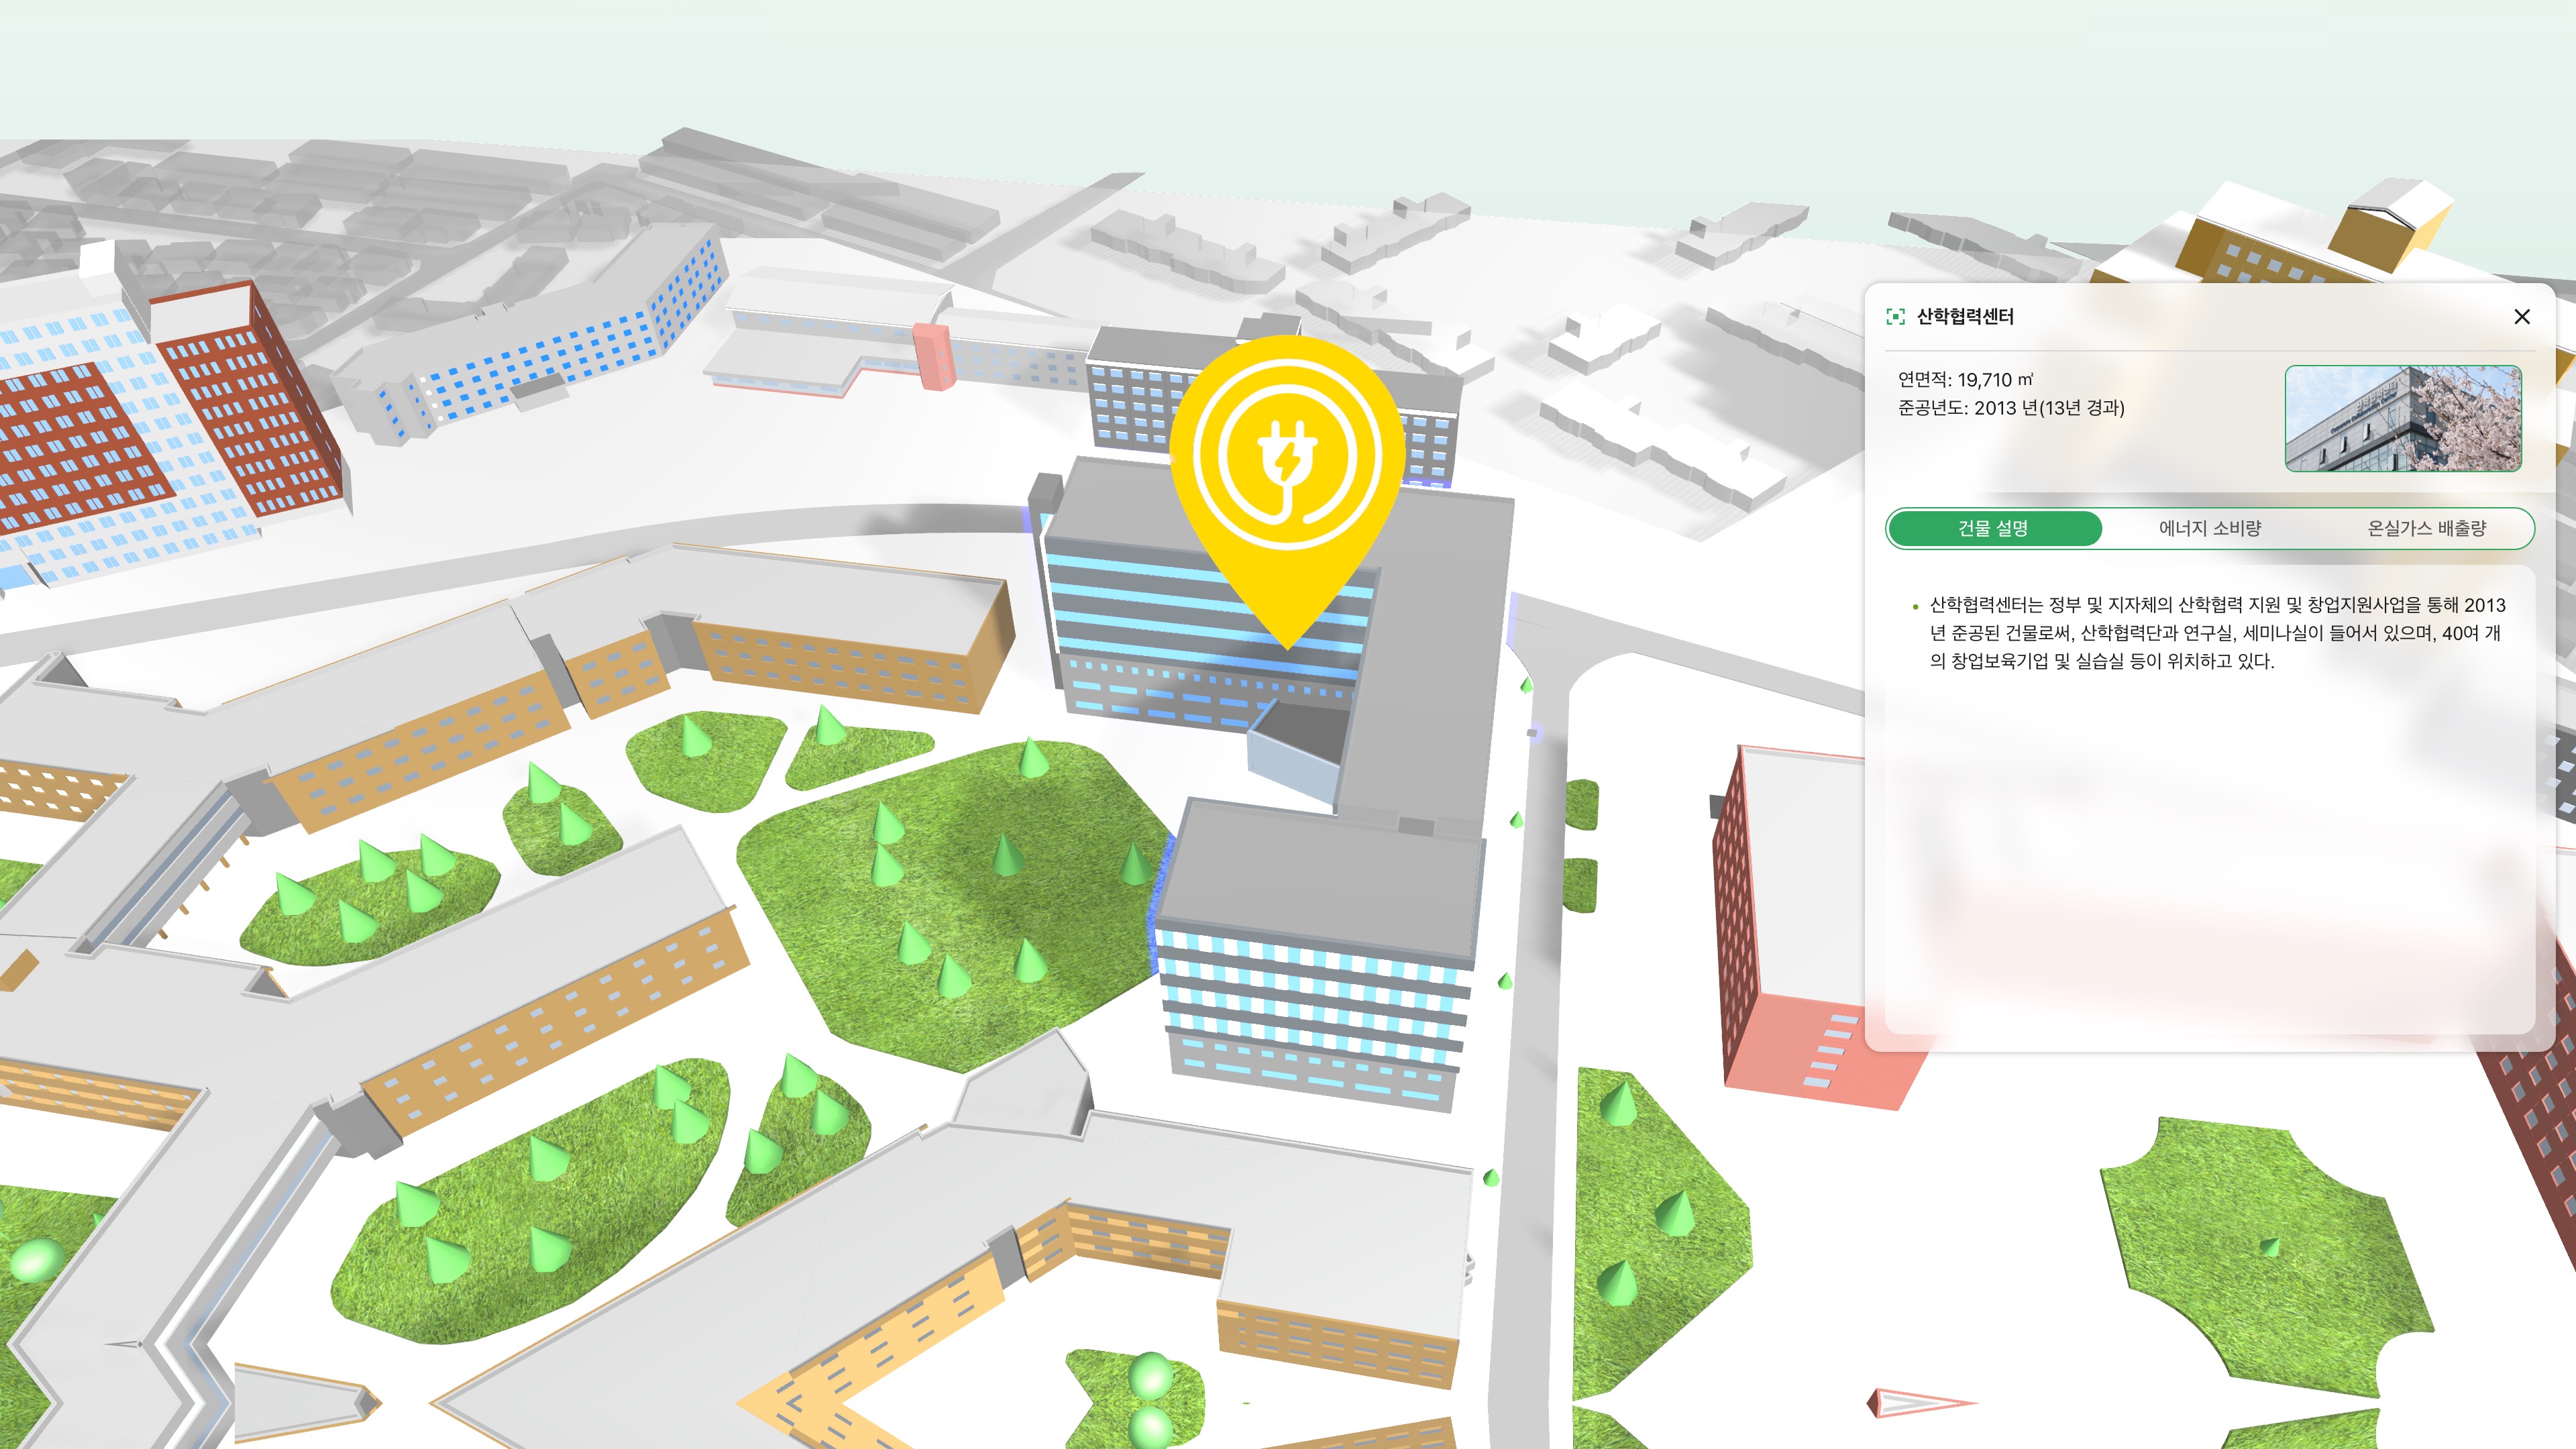 산학협력센터
연면적: 19,710 ㎡
준공년도: 2013 년(13년 경과)
건물 설명
에너지 소비량
온실가스 배출량
산학협력센터는 정부 및 지자체의 산학협력 지원 및 창업지원사업을 통해 2013
년 준공된 건물로써, 산학협력단과 연구실, 세미나실이 들어서 있으며, 40여 개
의 창업보육기업 및 실습실 등이 위치하고 있다.